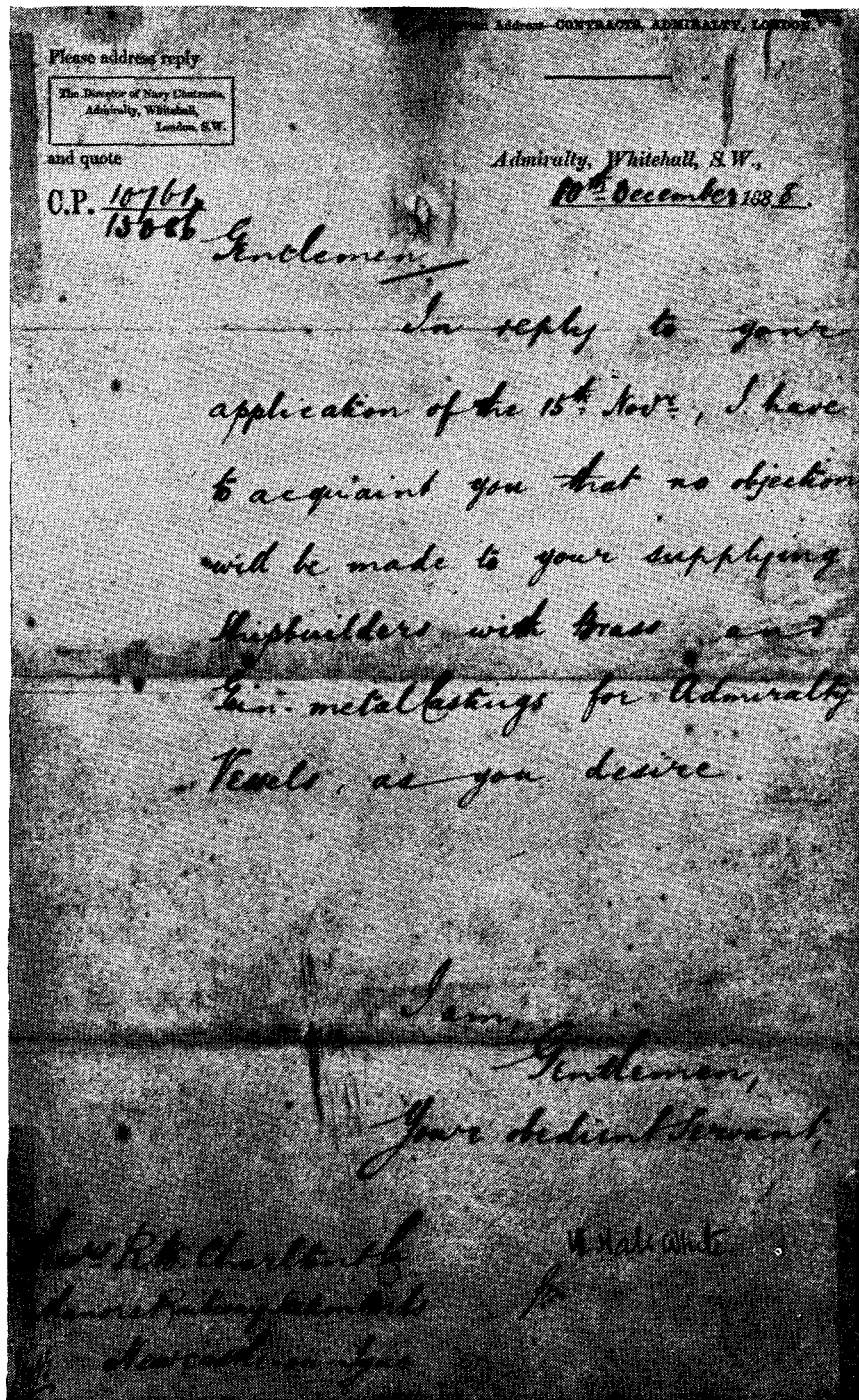 Address—CONTRACTS, ADMIRALTY, LONDON.
Please address reply
The Director of Navy Contracts,
Admiralty, Whitehall,
London, S.W.
and quote
Admiralty, Whitehall, S.W.,
10th December 1888.
C.P. 10761
Gentlemen,
In reply to your
application of the 15th Novr., I have
to acquaint you that no objection
will be made to your supplying
Shipbuilders with Brass and
Gun-metal Castings for Admiralty
Vessels, as you desire.
I am,
Gentlemen,
Your obedient Servant,
W. Hale White
for
R. W. Charlton
Newcastle on Tyne